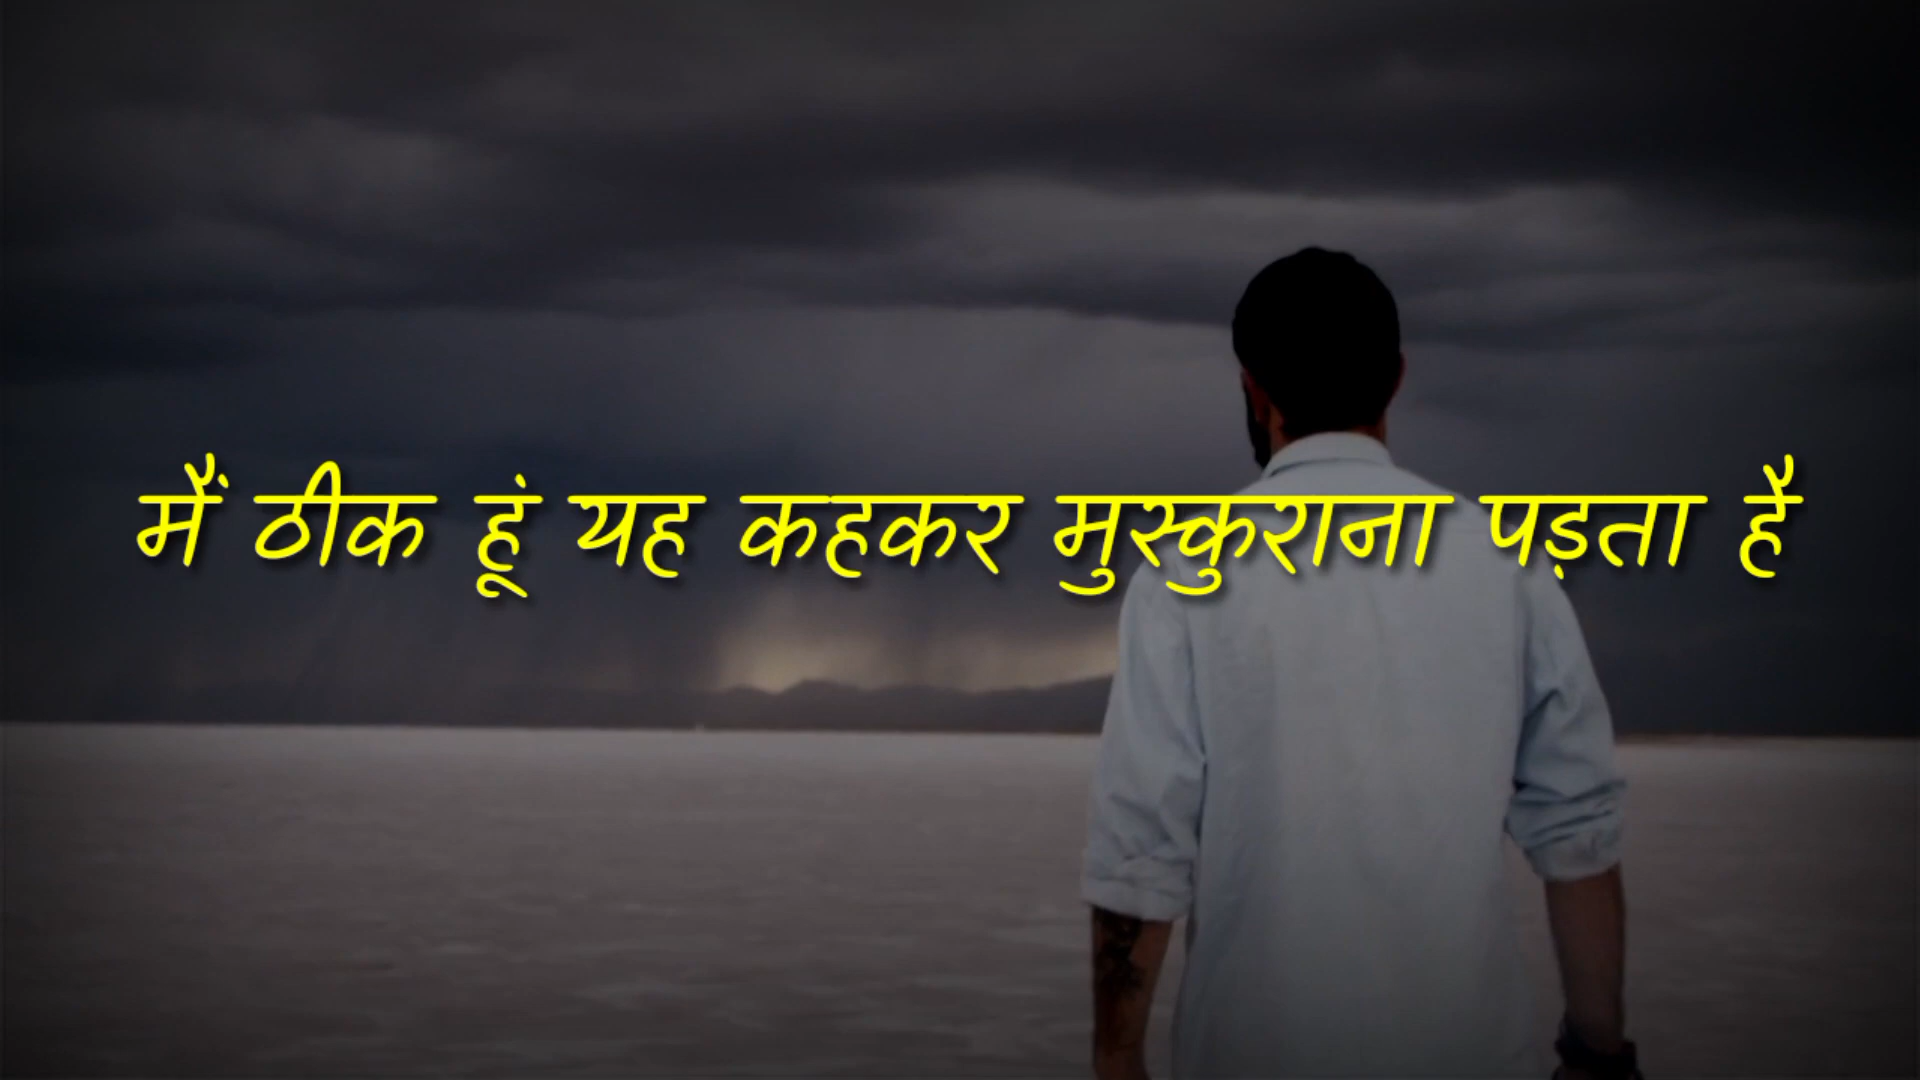 मैं ठीक हूं यह कहकर मुस्कुराना पड़ता है